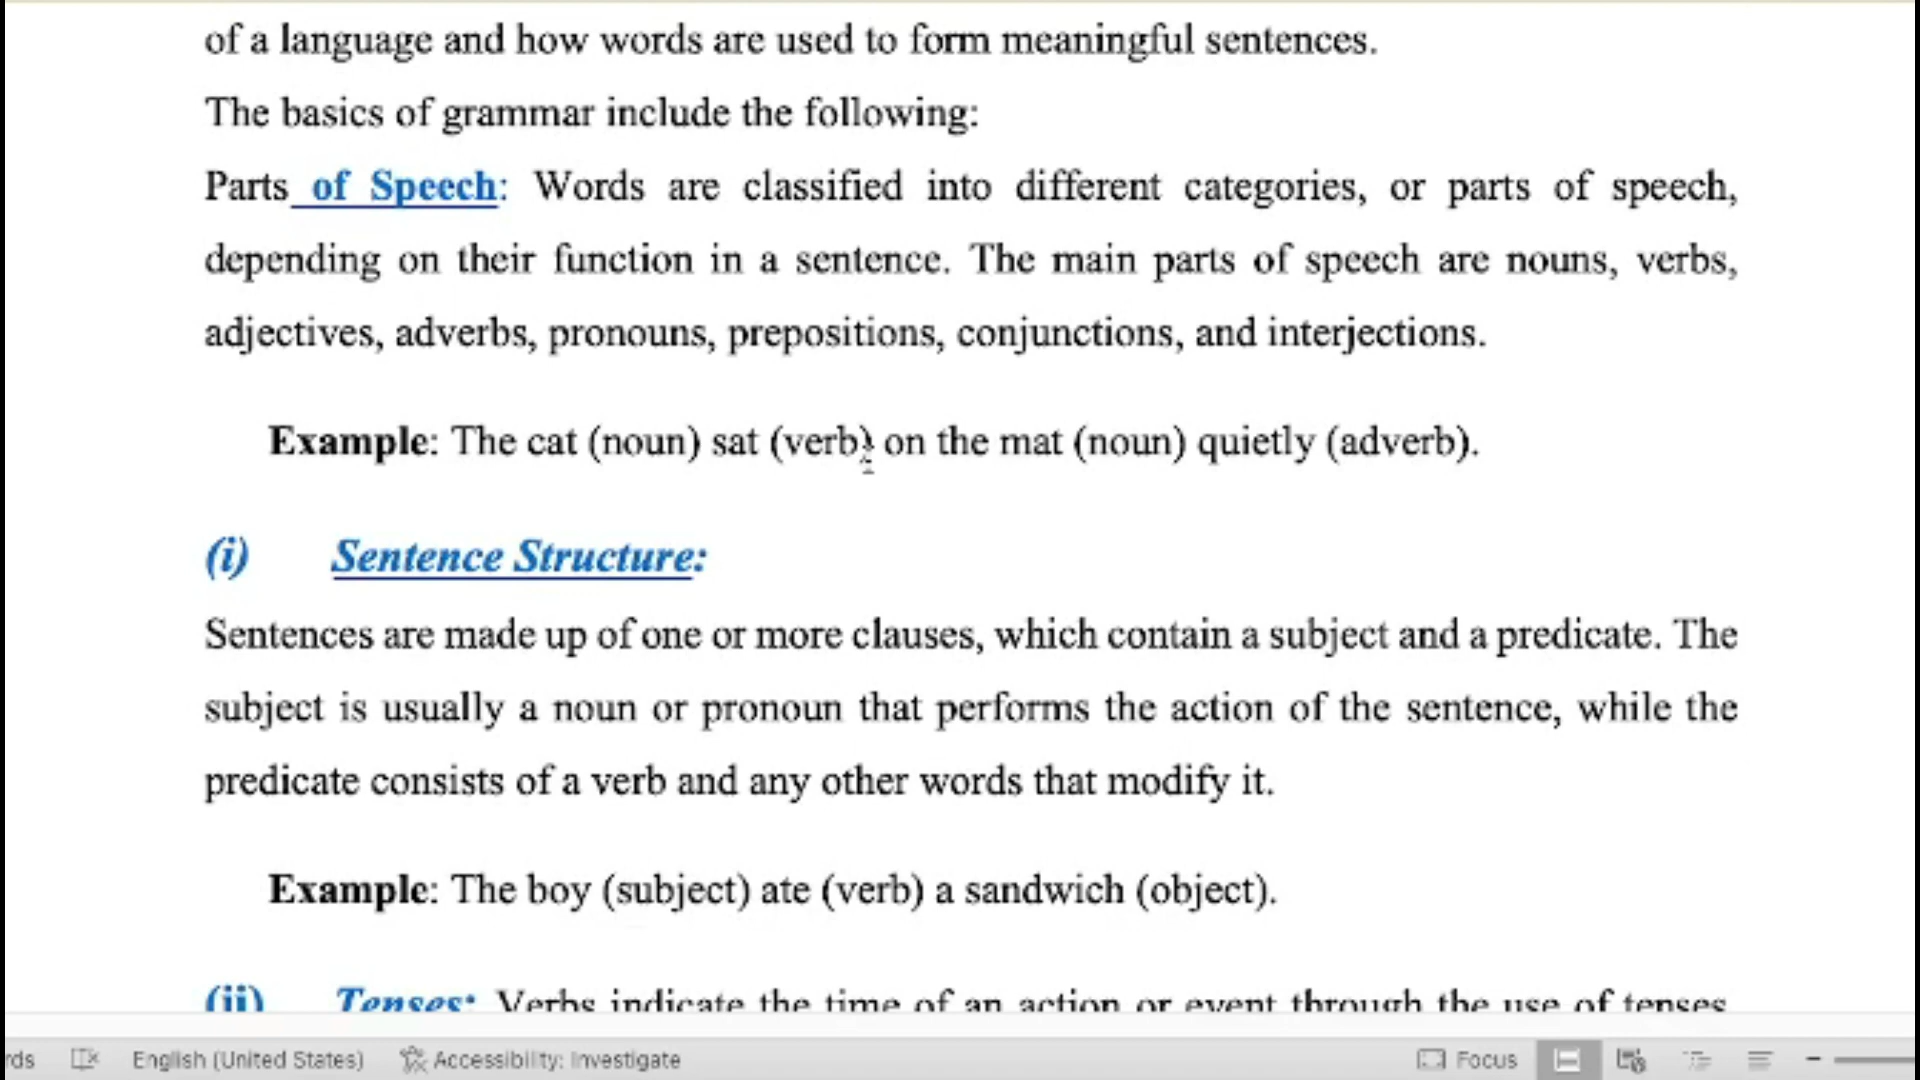 of a language and how words are used to form meaningful sentences.
The basics of grammar include the following:
Parts of Speech: Words are classified into different categories, or parts of speech,
depending on their function in a sentence. The main parts of speech are nouns, verbs,
adjectives, adverbs, pronouns, prepositions, conjunctions, and interjections.
Example: The cat (noun) sat (verb) on the mat (noun) quietly (adverb).
(i) Sentence Structure:
Sentences are made up of one or more clauses, which contain a subject and a predicate. The
subject is usually a noun or pronoun that performs the action of the sentence, while the
predicate consists of a verb and any other words that modify it.
Example: The boy (subject) ate (verb) a sandwich (object).
(ii) Tenses: Verbs indicate the time of an action or event through the use of tenses
rds English (United States) Accessibility: Investigate Focus